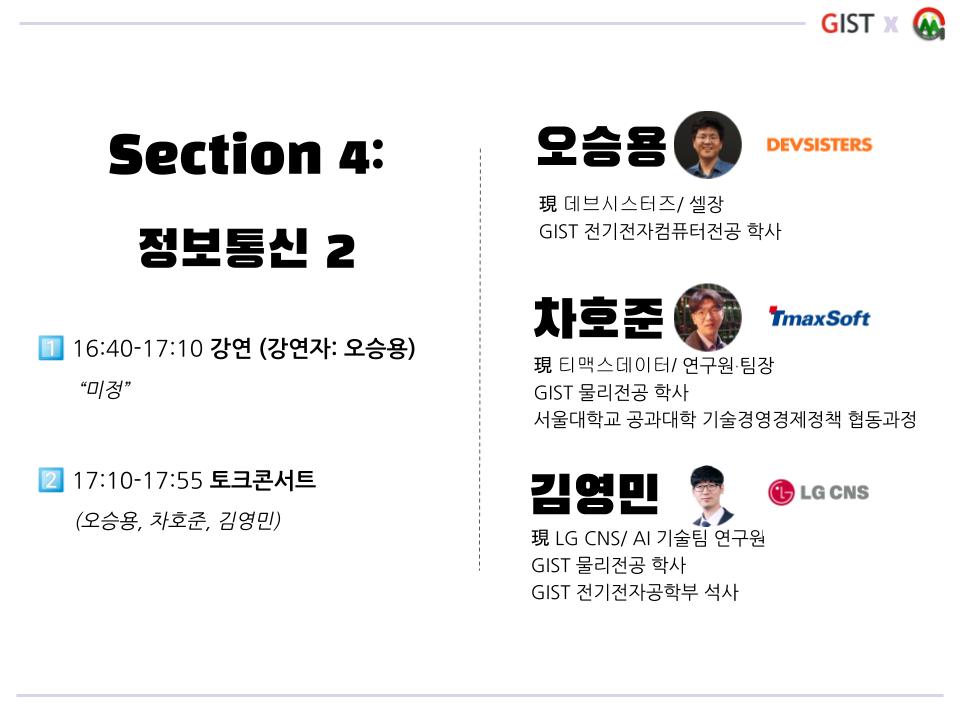 GIST x
Section 4:
정보통신 2
1 16:40-17:10 강연 (강연자: 오승용)
“미정”
2 17:10-17:55 토크콘서트
(오승용, 차호준, 김영민)
오승용 DEVSISTERS
現 데브시스터즈/ 셀장
GIST 전기전자컴퓨터전공 학사
차호준 TmaxSoft
現 티맥스데이터/ 연구원·팀장
GIST 물리전공 학사
서울대학교 공과대학 기술경영경제정책 협동과정
김영민 LG CNS
現 LG CNS/ AI 기술팀 연구원
GIST 물리전공 학사
GIST 전기전자공학부 석사